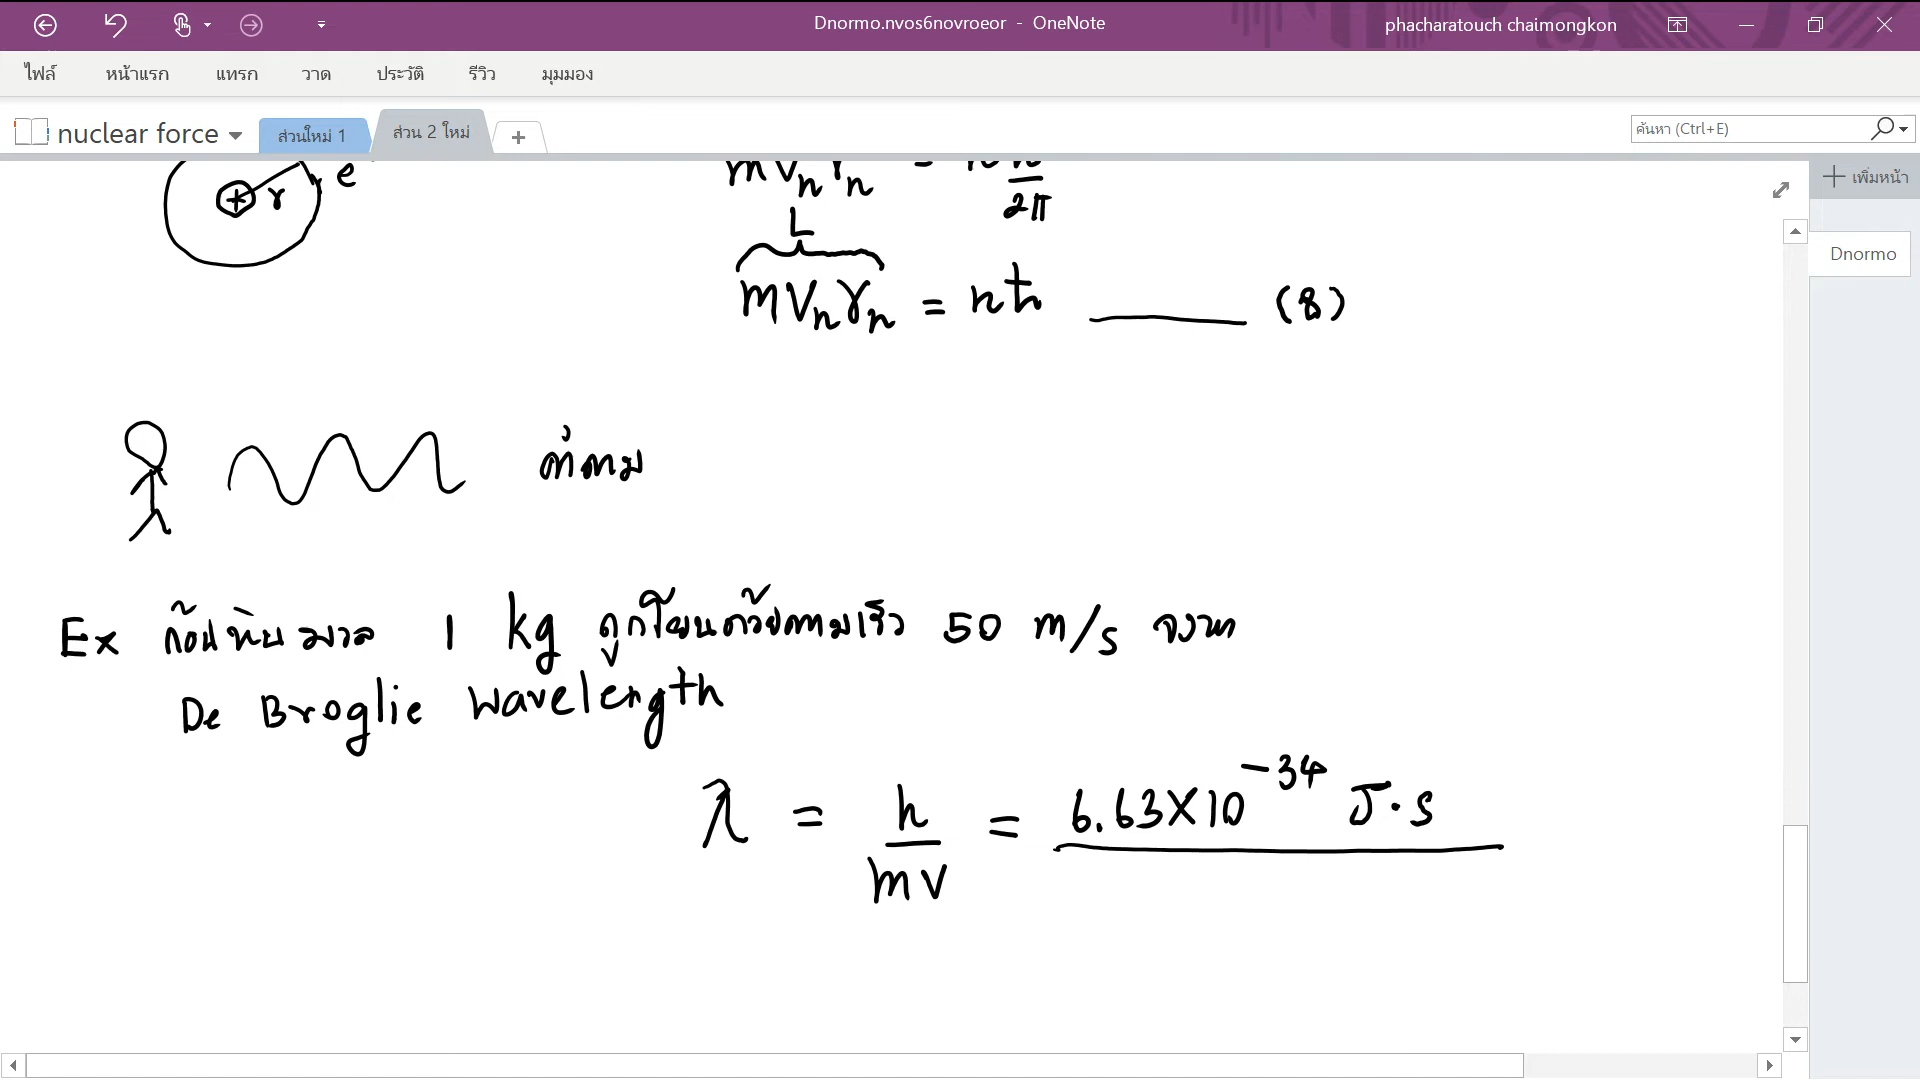 Dnormo.nvos6novroeor - OneNote
phacharatouch chaimongkon
ไฟล์ หน้าแรก แทรก วาด ประวัติ รีวิว มุมมอง
nuclear force ส่วนใหม่ 1 ส่วน 2 ใหม่ +
ค้นหา (Ctrl+E)
เพิ่มหน้า
Dnormo
r e
mVₙrₙ = n h/2π
L
mVₙrₙ = nħ (8)
Ex ก้อนหินมวล 1 kg ถูกโยนด้วยความเร็ว 50 m/s จงหา
De Broglie wavelength
λ = h/mv = 6.63×10⁻³⁴ J·s